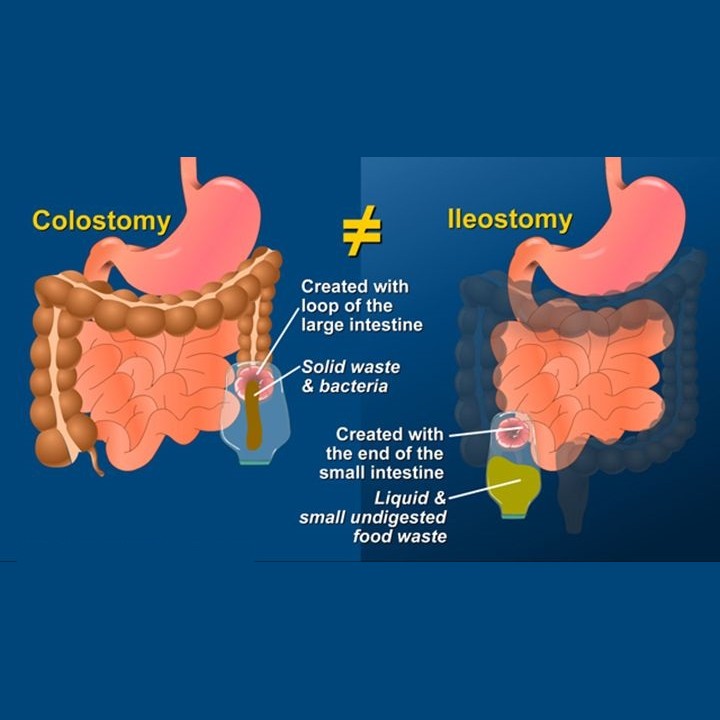 Colostomy
≠
Ileostomy
Created with
loop of the
large intestine
Solid waste
& bacteria
Created with
the end of the
small intestine
Liquid &
small undigested
food waste